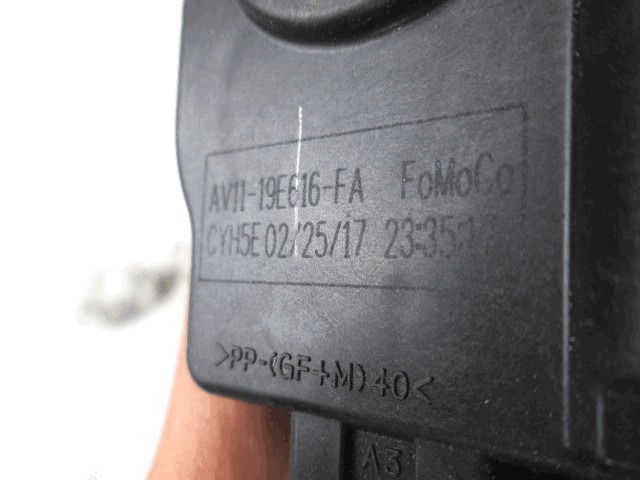 AV11-19E616-FA FoMoCo
CYH5E 02/25/17 23:35:
>PP-(GF+M)40<
A3